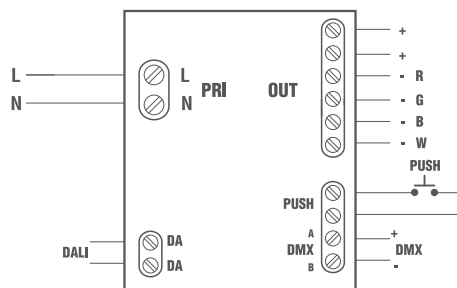 +
+
L L PRI OUT - R
N N - G
- B
- W
PUSH
PUSH
DALI DA A DMX + DMX
DA B -